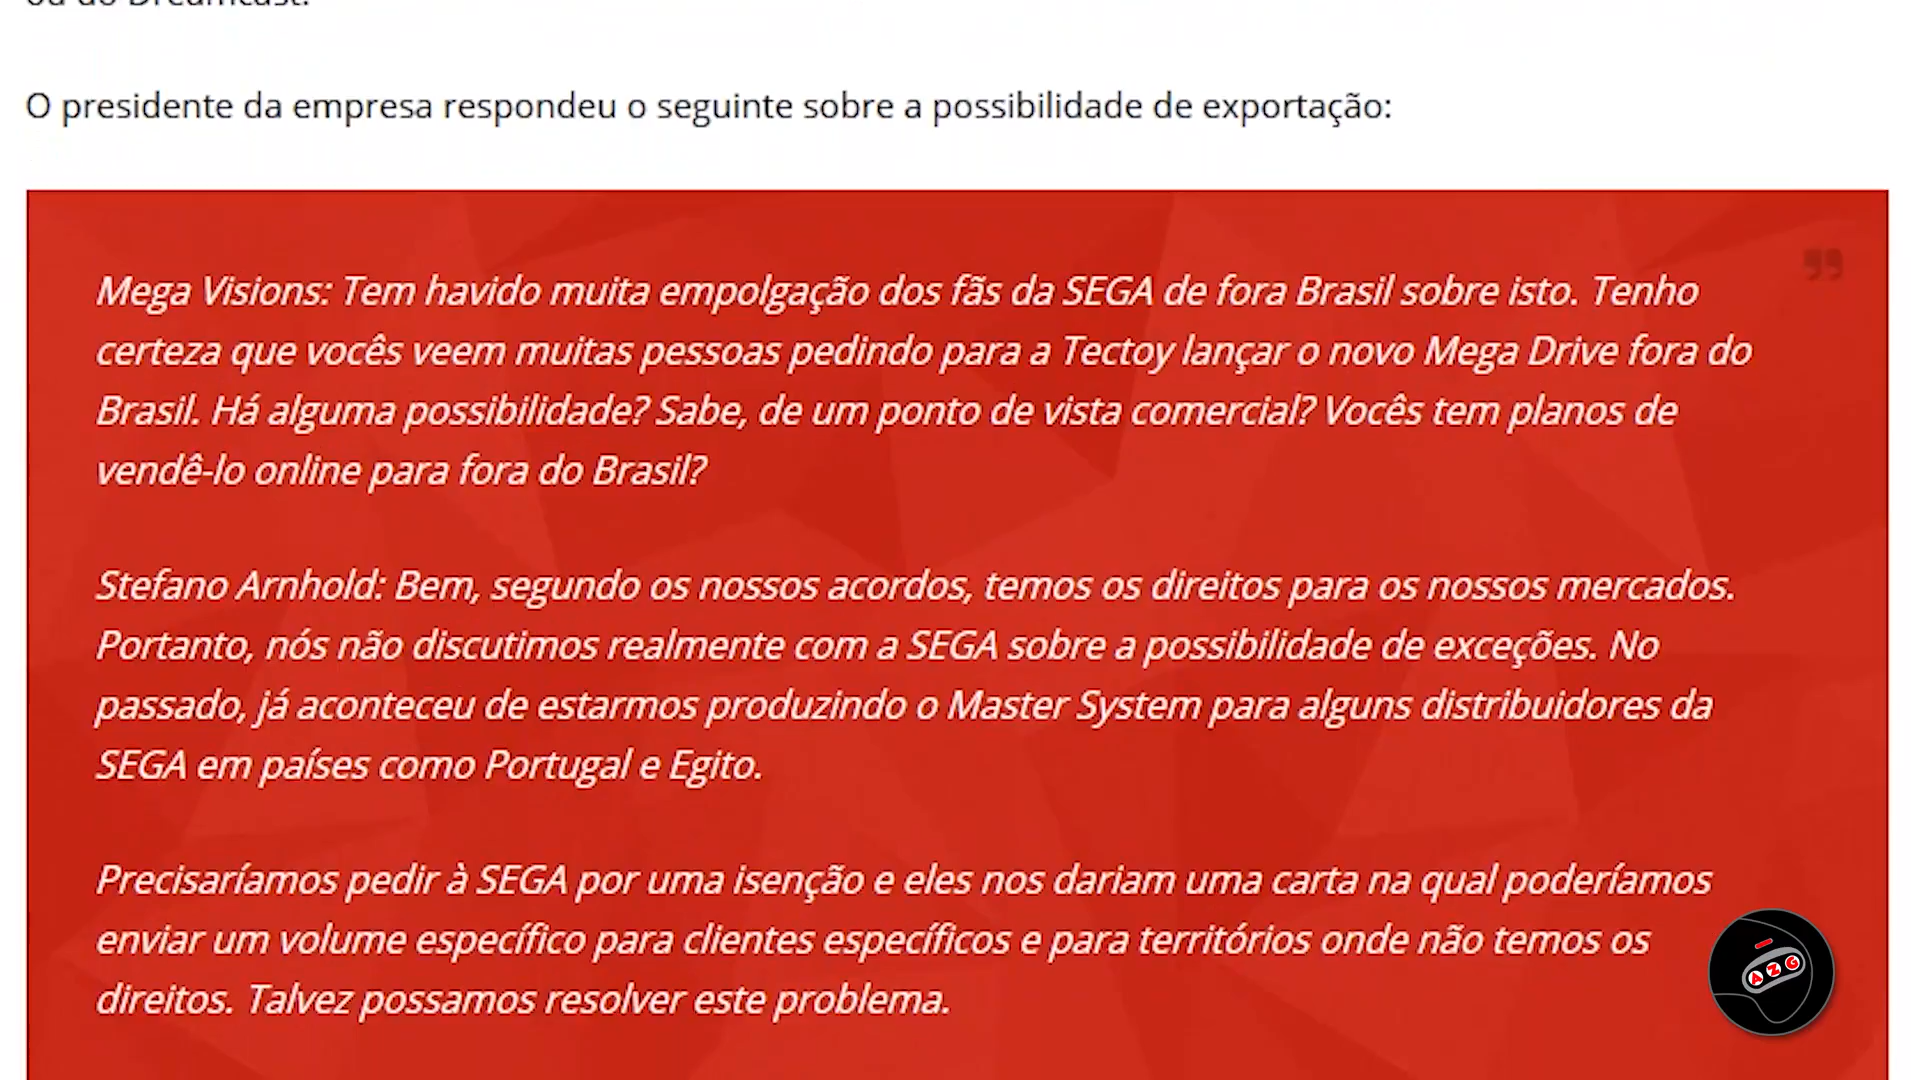 ou do Dreamcast.
O presidente da empresa respondeu o seguinte sobre a possibilidade de exportação:
Mega Visions: Tem havido muita empolgação dos fãs da SEGA de fora Brasil sobre isto. Tenho
certeza que vocês veem muitas pessoas pedindo para a Tectoy lançar o novo Mega Drive fora do
Brasil. Há alguma possibilidade? Sabe, de um ponto de vista comercial? Vocês tem planos de
vendê-lo online para fora do Brasil?
Stefano Arnhold: Bem, segundo os nossos acordos, temos os direitos para os nossos mercados.
Portanto, nós não discutimos realmente com a SEGA sobre a possibilidade de exceções. No
passado, já aconteceu de estarmos produzindo o Master System para alguns distribuidores da
SEGA em países como Portugal e Egito.
Precisaríamos pedir à SEGA por uma isenção e eles nos dariam uma carta na qual poderíamos
enviar um volume específico para clientes específicos e para territórios onde não temos os
direitos. Talvez possamos resolver este problema.
AZG